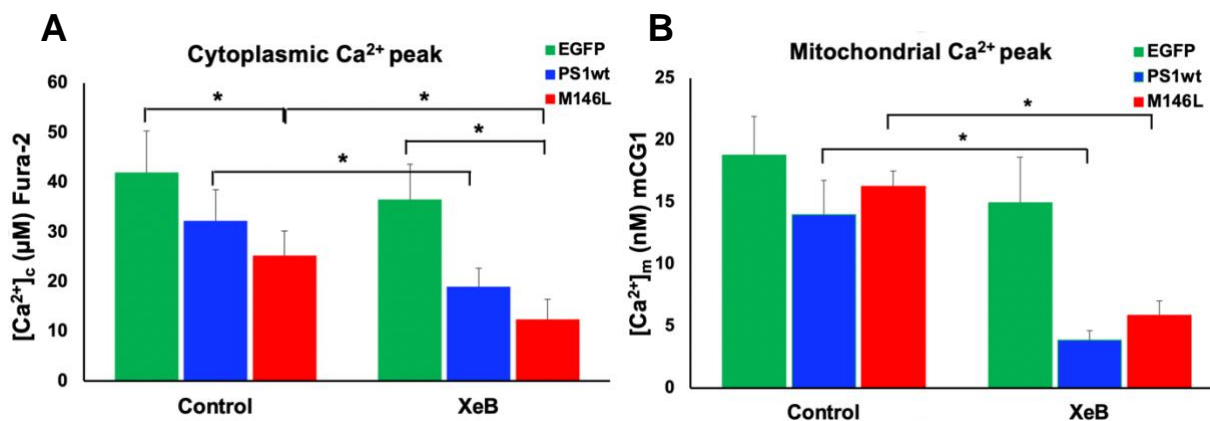 A
Cytoplasmic Ca²⁺ peak
EGFP
PS1wt
M146L
[Ca²⁺]c (µM) Fura-2
60
50
40
30
20
10
0
*
*
*
*
Control
XeB
B
Mitochondrial Ca²⁺ peak
EGFP
PS1wt
M146L
[Ca²⁺]m (nM) mCG1
25
20
15
10
5
0
*
*
Control
XeB